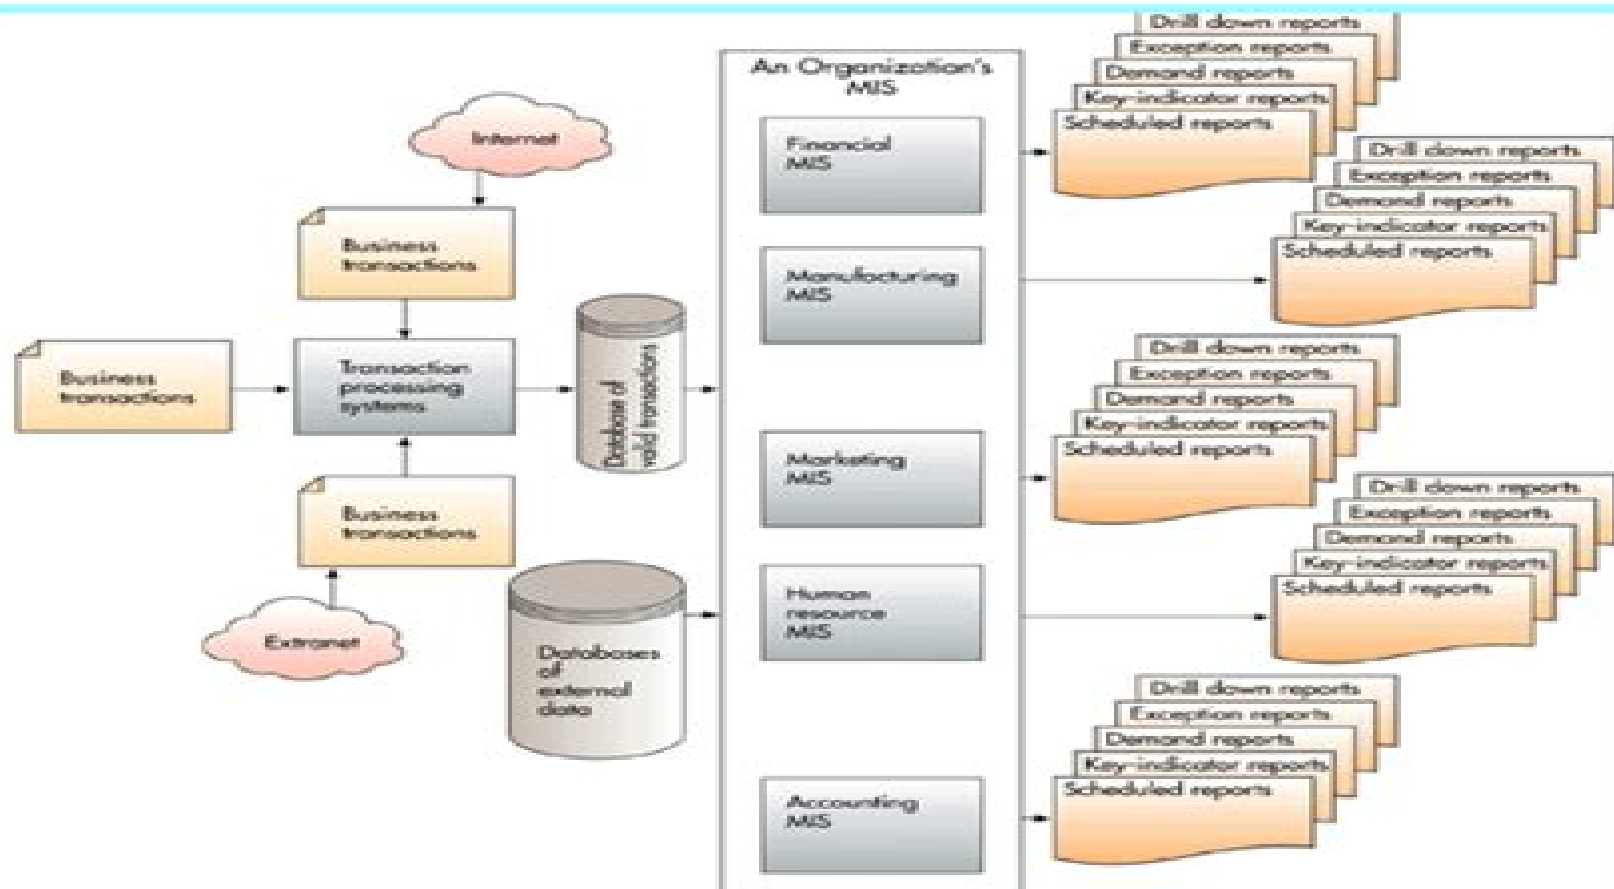 Internet
Business
transactions
Business
transactions
Transaction
processing
systems
Business
transactions
Extranet
Database of
valid transactions
Databases
of
external
data
An Organization's
MIS
Financial
MIS
Manufacturing
MIS
Marketing
MIS
Human
resource
MIS
Accounting
MIS
Drill down reports
Exception reports
Demand reports
Key-indicator reports
Scheduled reports
Drill down reports
Exception reports
Demand reports
Key-indicator reports
Scheduled reports
Drill down reports
Exception reports
Demand reports
Key-indicator reports
Scheduled reports
Drill down reports
Exception reports
Demand reports
Key-indicator reports
Scheduled reports
Drill down reports
Exception reports
Demand reports
Key-indicator reports
Scheduled reports